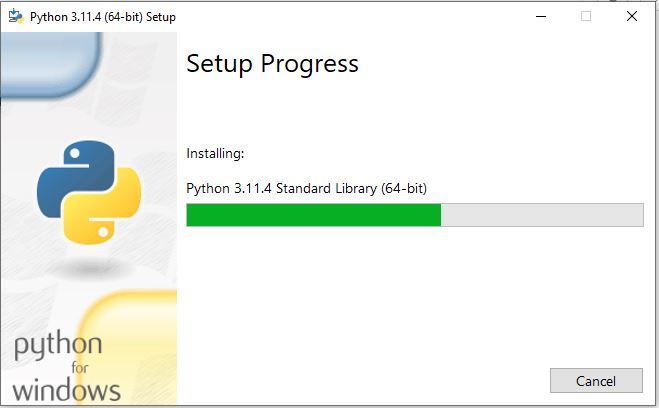 Python 3.11.4 (64-bit) Setup
Setup Progress
Installing:
Python 3.11.4 Standard Library (64-bit)
python
for
windows
Cancel